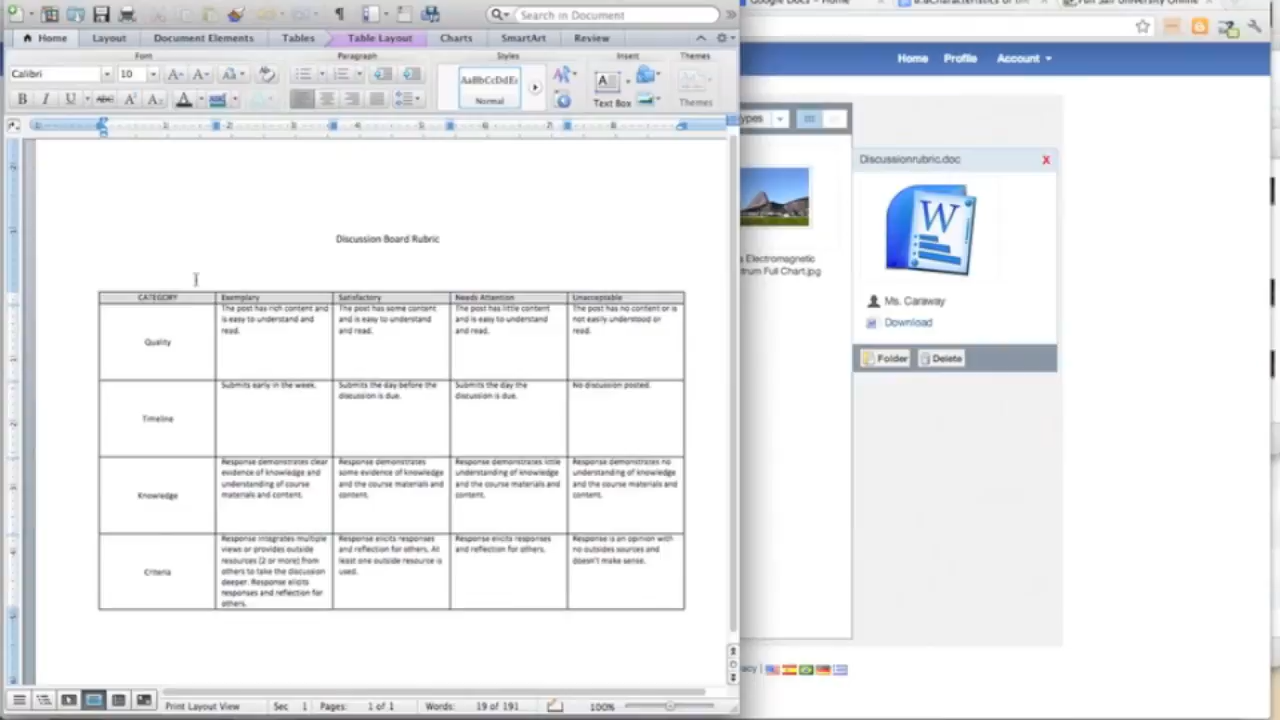 Search in Document
Home Layout Document Elements Tables Table Layout Charts SmartArt Review
Font Paragraph Styles Insert Themes
Calibri 10
AaBbCcDdE
Normal
Text Box Themes
Discussion Board Rubric
CATEGORY Exemplary Satisfactory Needs Attention Unacceptable
Quality
The post has rich content and
is easy to understand and
read.
The post has some content
and is easy to understand
and read.
The post has little content
and is easy to understand
and read.
The post has no content or is
not easily understood or
read.
Timeline
Submits early in the week.
Submits the day before the
discussion is due.
Submits the day the
discussion is due.
No discussion posted.
Knowledge
Response demonstrates clear
evidence of knowledge and
understanding of course
materials and content.
Response demonstrates
some evidence of knowledge
and the course materials and
content.
Response demonstrates little
understanding of knowledge
and the course materials and
content.
Response demonstrates no
understanding of knowledge
and the course materials and
content.
Criteria
Response integrates multiple
views or provides outside
resources (2 or more) from
others to take the discussion
deeper. Response elicits
responses and reflection for
others.
Response elicits responses
and reflection for others. At
least one outside resource is
used.
Response elicits responses
and reflection for others.
Response is an opinion with
no outsides sources and
doesn't make sense.
Print Layout View Sec 1 Pages: 1 of 1 Words: 19 of 191 100%
Home Profile Account
ypes
Discussionrubric.doc X
W
Electromagnetic
trum Full Chart.jpg
Ms. Caraway
Download
Folder Delete
acy |